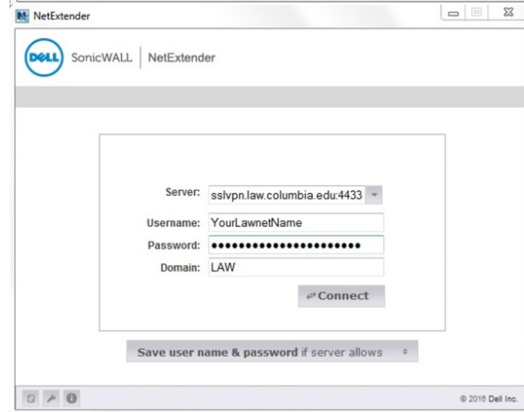 NetExtender
DELL SonicWALL | NetExtender
Server: sslvpn.law.columbia.edu:4433
Username: YourLawnetName
Password: ●●●●●●●●●●●●●●●●●●●●●●
Domain: LAW
Connect
Save user name & password if server allows
© 2016 Dell Inc.